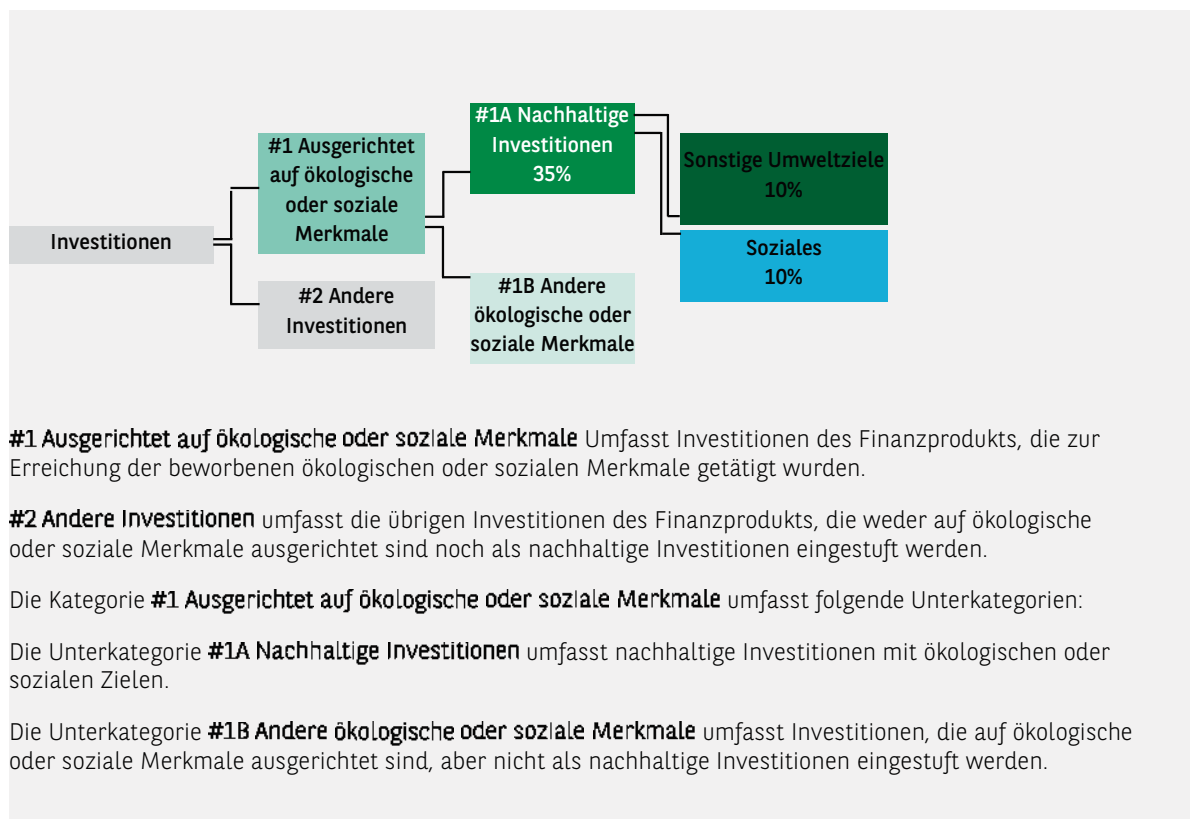 Investitionen
#1 Ausgerichtet
auf ökologische
oder soziale
Merkmale
#2 Andere
Investitionen
#1A Nachhaltige
Investitionen
35%
#1B Andere
ökologische oder
soziale Merkmale
Sonstige Umweltziele
10%
Soziales
10%
#1 Ausgerichtet auf ökologische oder soziale Merkmale Umfasst Investitionen des Finanzprodukts, die zur
Erreichung der beworbenen ökologischen oder sozialen Merkmale getätigt wurden.
#2 Andere Investitionen umfasst die übrigen Investitionen des Finanzprodukts, die weder auf ökologische
oder soziale Merkmale ausgerichtet sind noch als nachhaltige Investitionen eingestuft werden.
Die Kategorie #1 Ausgerichtet auf ökologische oder soziale Merkmale umfasst folgende Unterkategorien:
Die Unterkategorie #1A Nachhaltige Investitionen umfasst nachhaltige Investitionen mit ökologischen oder
sozialen Zielen.
Die Unterkategorie #1B Andere ökologische oder soziale Merkmale umfasst Investitionen, die auf ökologische
oder soziale Merkmale ausgerichtet sind, aber nicht als nachhaltige Investitionen eingestuft werden.